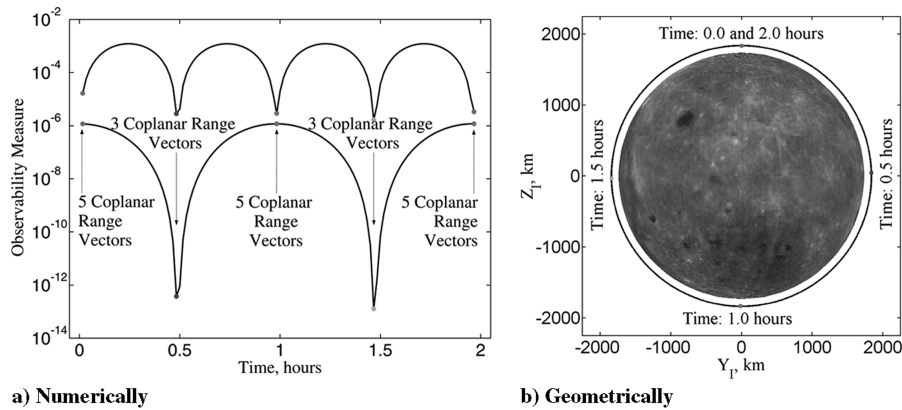 10⁻²
10⁻⁴
10⁻⁶
10⁻⁸
10⁻¹⁰
10⁻¹²
10⁻¹⁴
Observability Measure
3 Coplanar Range
Vectors
3 Coplanar Range
Vectors
5 Coplanar
Range
Vectors
5 Coplanar
Range
Vectors
5 Coplanar
Range
Vectors
0
0.5
1
1.5
2
Time, hours
a) Numerically
2000
1000
0
-1000
-2000
Z_I, km
Time: 0.0 and 2.0 hours
Time: 1.5 hours
Time: 0.5 hours
Time: 1.0 hours
-2000
-1000
0
1000
2000
Y_I, km
b) Geometrically